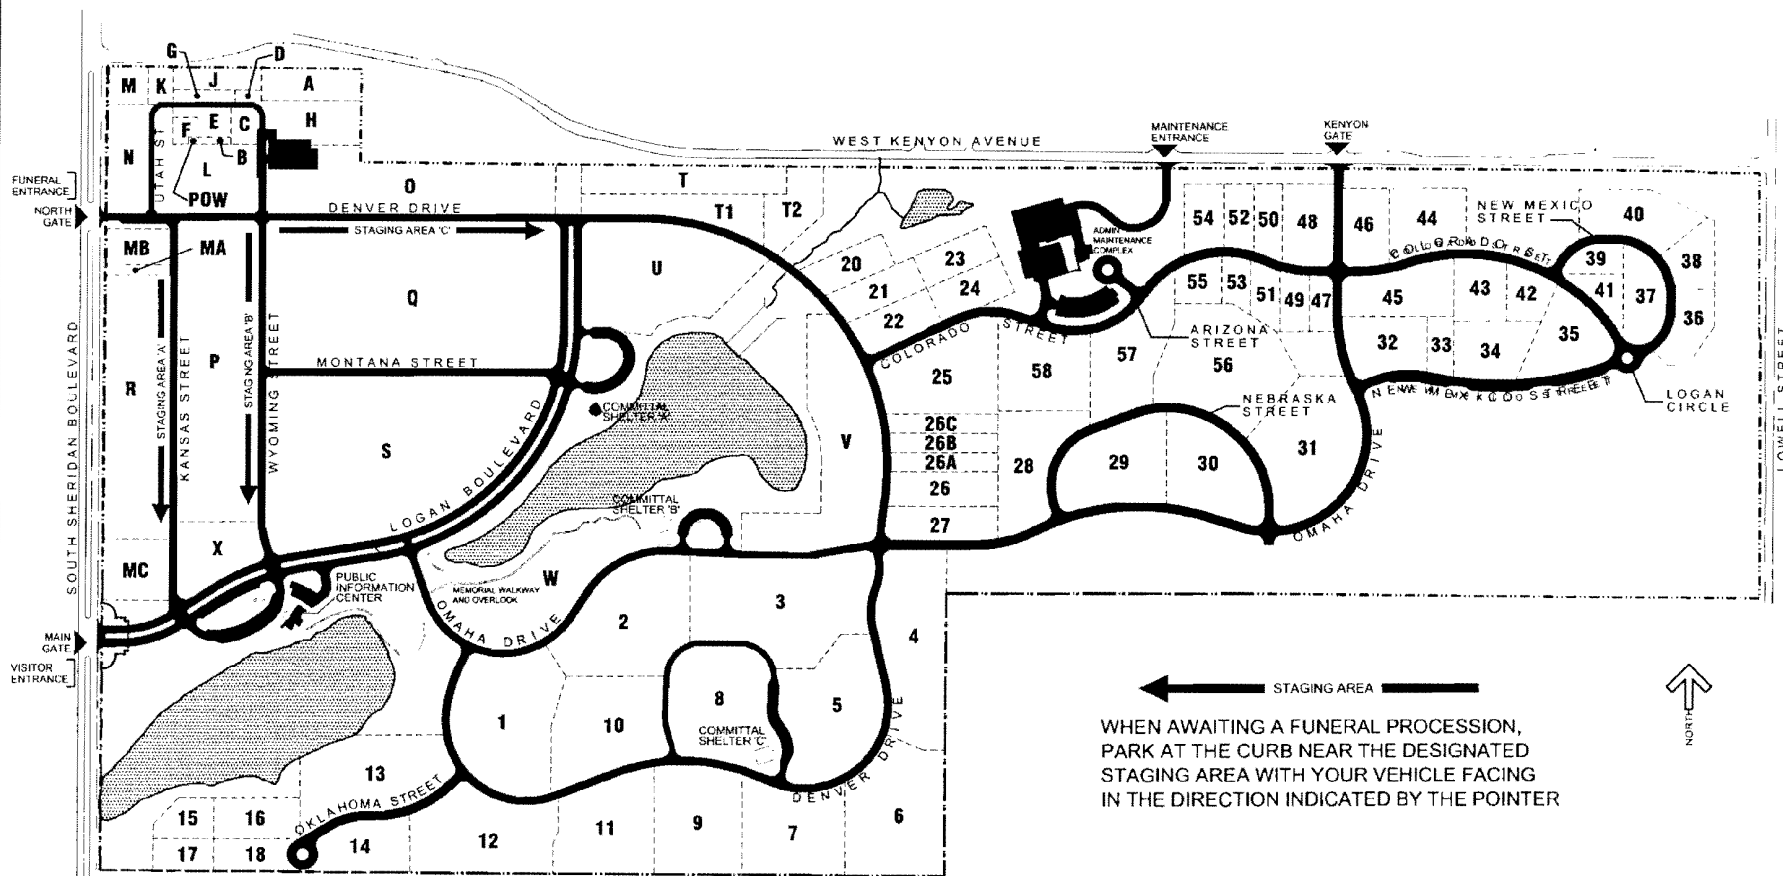 G
D
M
K
J
A
F
E
C
H
N
UTAH ST
B
L
POW
FUNERAL
ENTRANCE
NORTH
GATE
O
DENVER DRIVE
STAGING AREA 'C'
WEST KENYON AVENUE
MAINTENANCE
ENTRANCE
KENYON
GATE
T
T1
T2
MB
MA
U
Q
P
R
S
V
X
W
MC
STAGING AREA 'A'
KANSAS STREET
STAGING AREA 'B'
WYOMING STREET
MONTANA STREET
SOUTH SHERIDAN BOULEVARD
LOGAN BOULEVARD
COMMITTAL
SHELTER 'A'
COMMITTAL
SHELTER 'B'
PUBLIC
INFORMATION
CENTER
MEMORIAL WALKWAY
AND OVERLOOK
OMAHA DRIVE
MAIN
GATE
VISITOR
ENTRANCE
20
23
21
24
22
COLORADO STREET
ADMIN
MAINTENANCE
COMPLEX
54
52
50
48
46
44
NEW MEXICO
STREET
40
COLORADO STREET
39
38
55
53
51
49
47
45
43
42
41
37
36
ARIZONA
STREET
25
58
57
56
32
33
34
35
NEW MEXICO STREET
LOGAN
CIRCLE
LOWELL STREET
NEBRASKA
STREET
26C
26B
26A
26
27
28
29
30
31
OMAHA DRIVE
2
3
4
1
10
8
5
COMMITTAL
SHELTER 'C'
DENVER DRIVE
13
OKLAHOMA STREET
15
16
17
18
14
12
11
9
7
6
STAGING AREA
WHEN AWAITING A FUNERAL PROCESSION,
PARK AT THE CURB NEAR THE DESIGNATED
STAGING AREA WITH YOUR VEHICLE FACING
IN THE DIRECTION INDICATED BY THE POINTER
NORTH